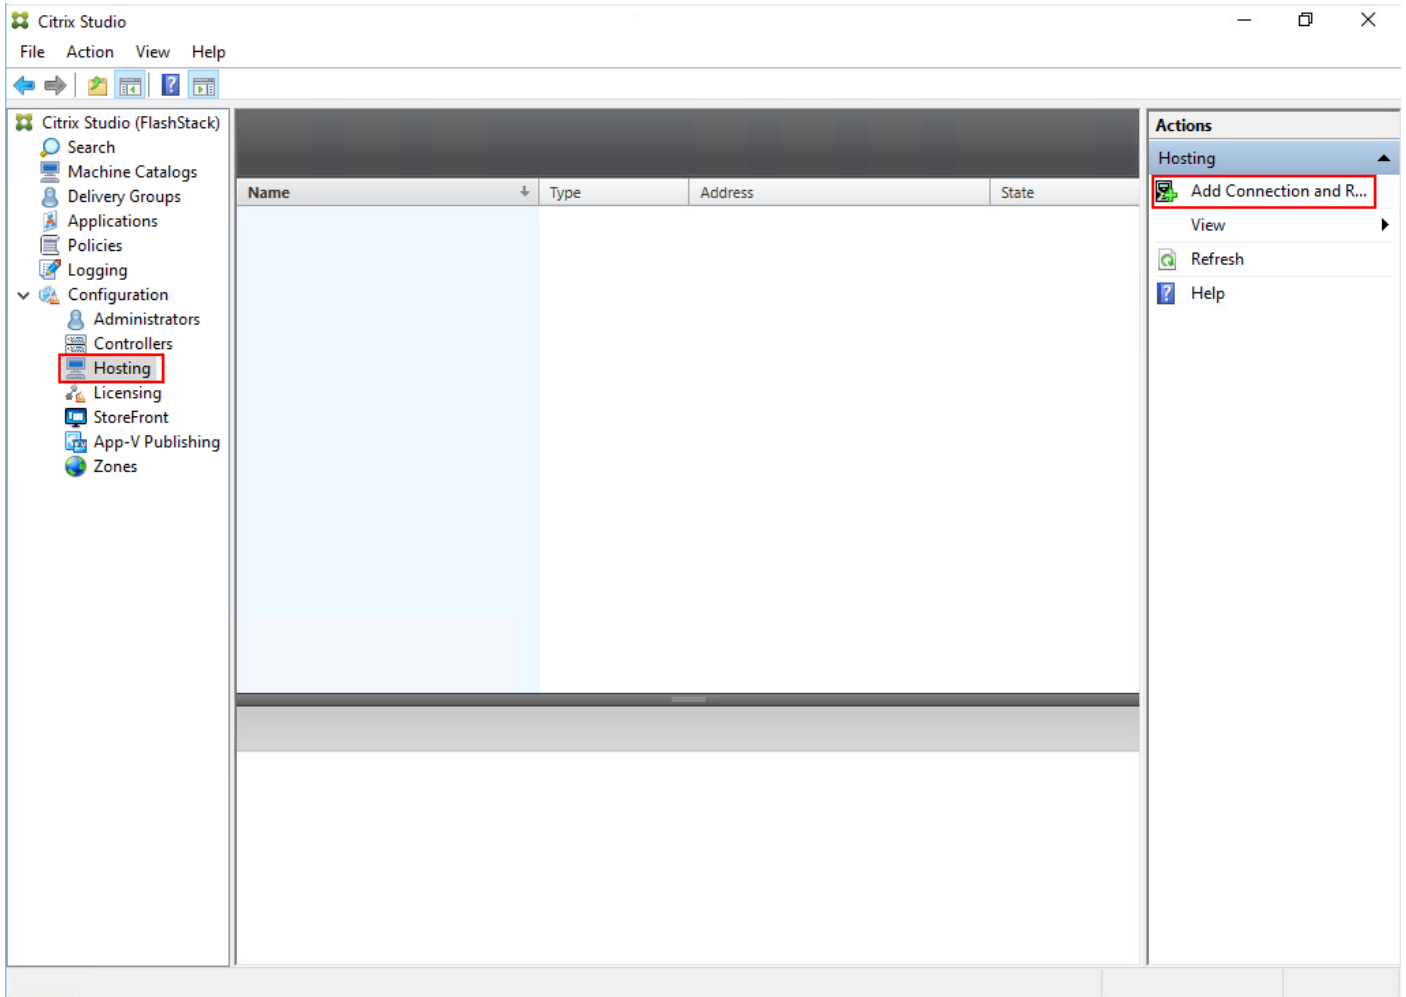 Citrix Studio
File Action View Help
Citrix Studio (FlashStack)
Search
Machine Catalogs
Delivery Groups
Applications
Policies
Logging
Configuration
Administrators
Controllers
Hosting
Licensing
StoreFront
App-V Publishing
Zones
Name Type Address State
Actions
Hosting
Add Connection and R...
View
Refresh
Help